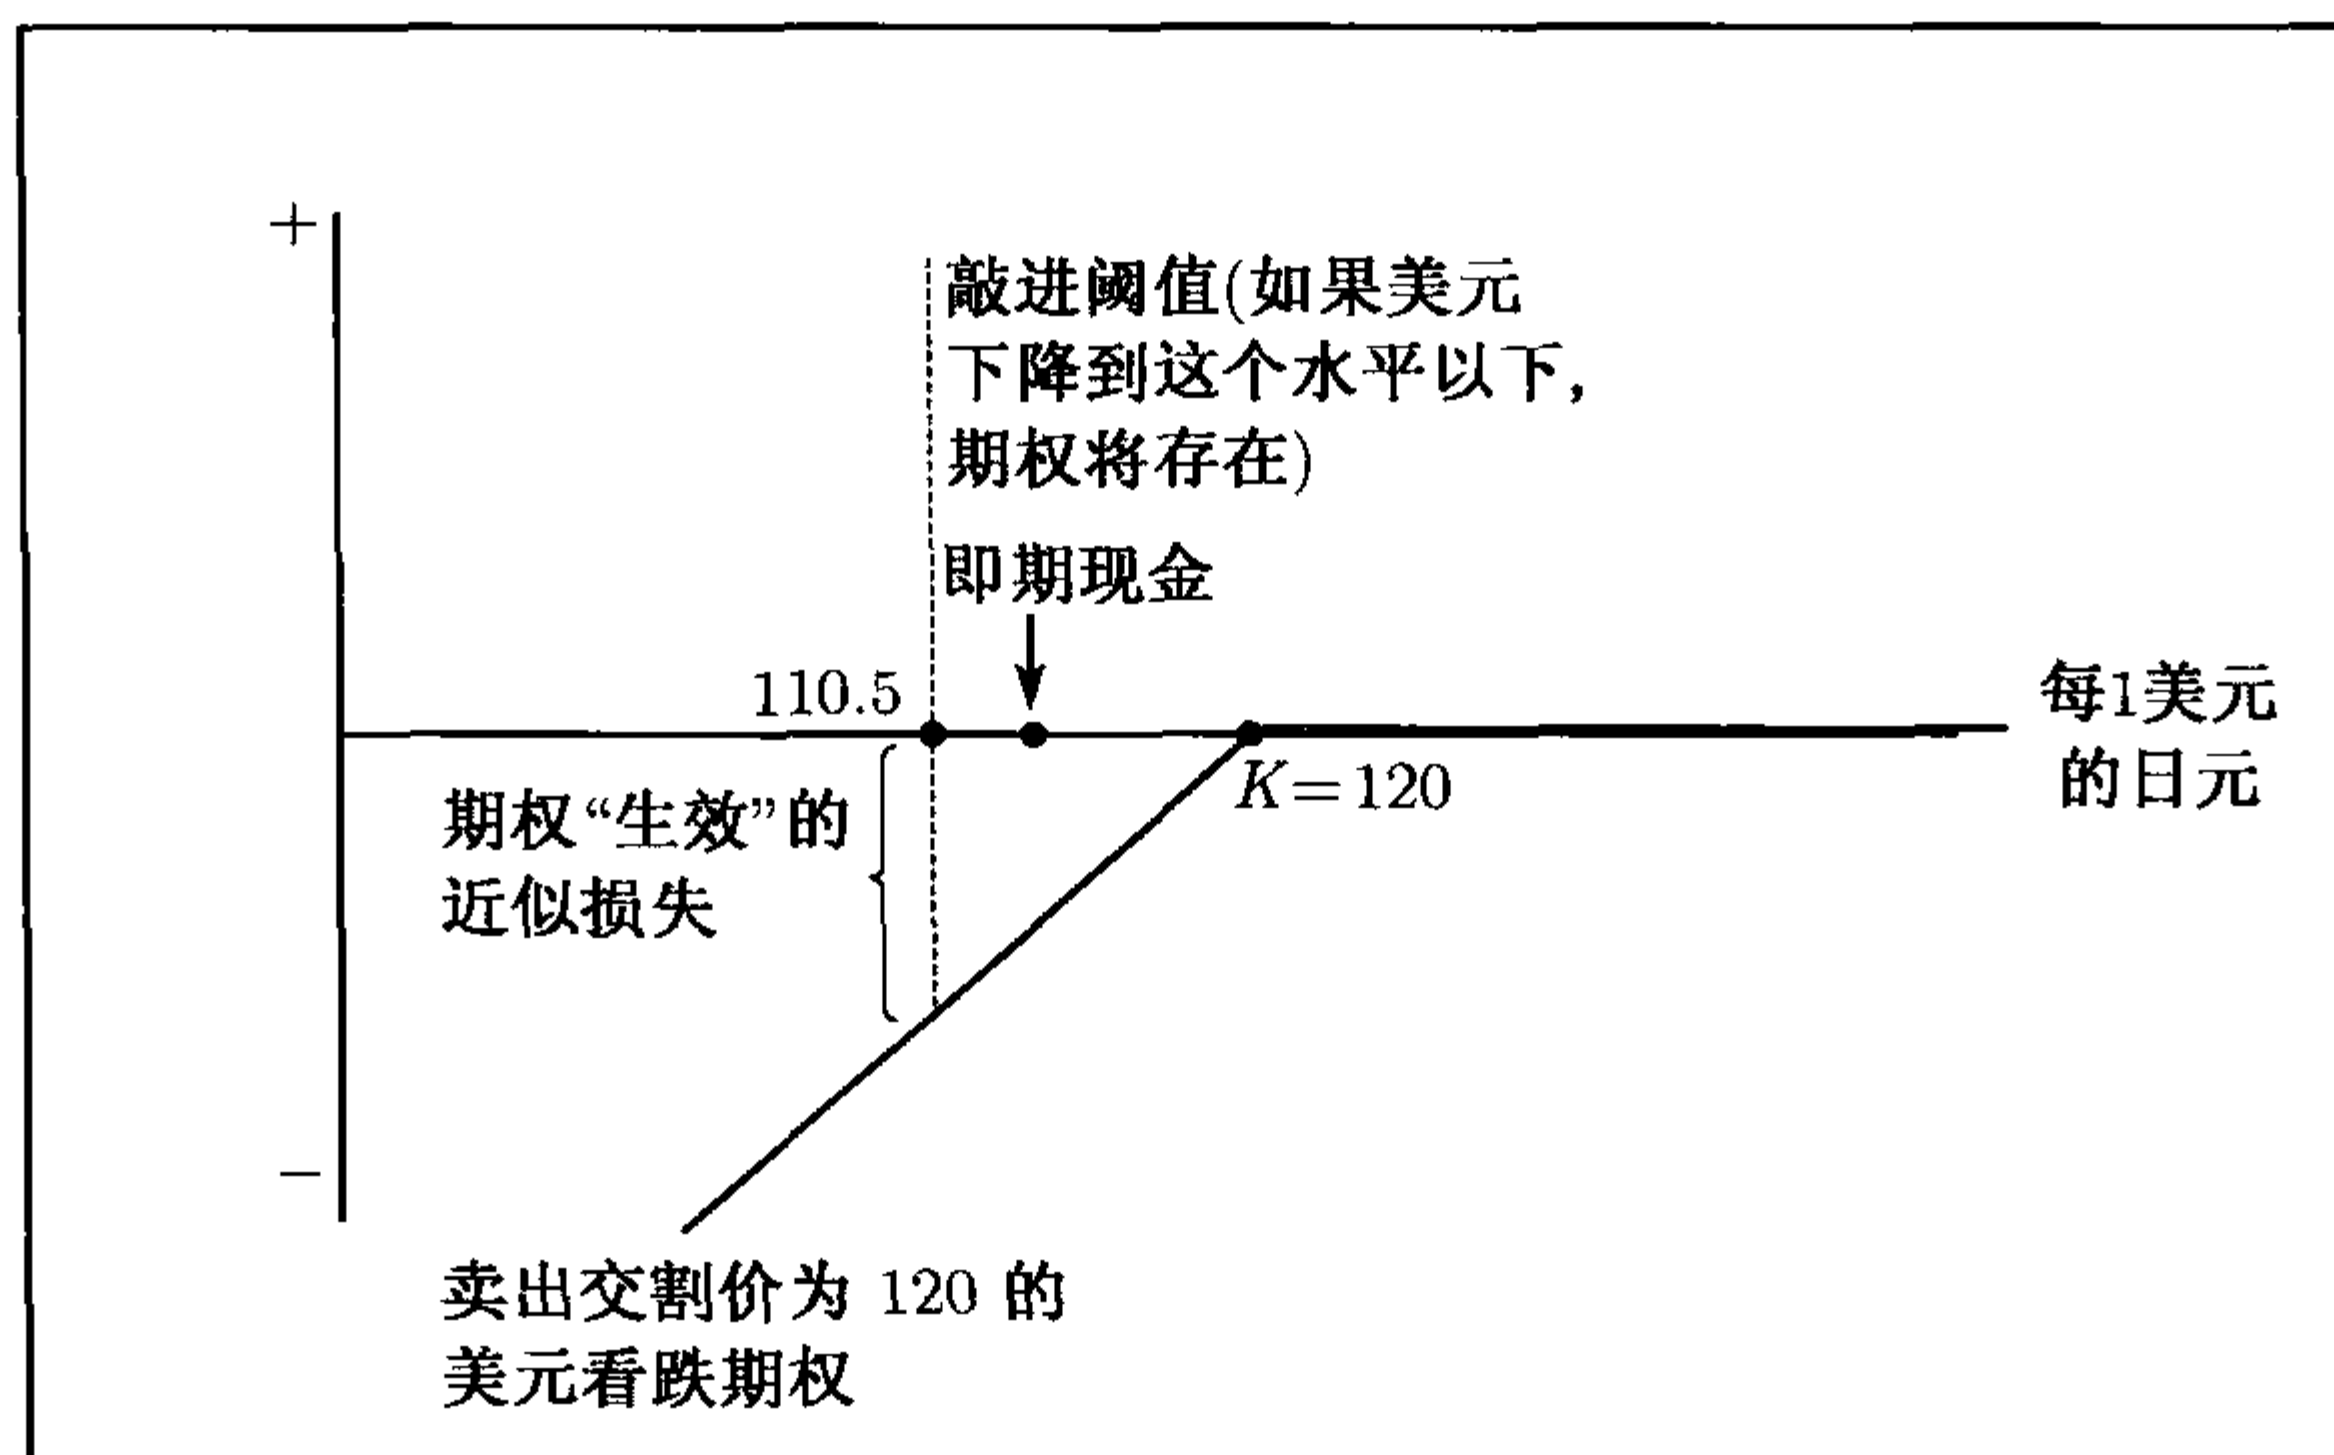 +
敲进阈值(如果美元
下降到这个水平以下,
期权将存在)
即期现金
110.5
每1美元
的日元
K=120
期权“生效”的
近似损失
−
卖出交割价为 120 的
美元看跌期权